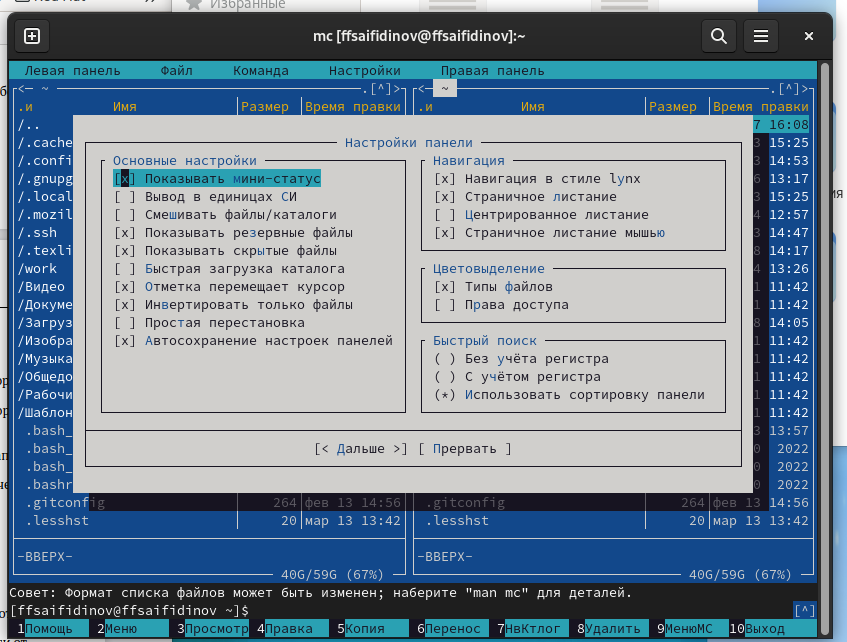 Избранные
mc [ffsaifidinov@ffsaifidinov]:~
Левая панель Файл Команда Настройки Правая панель
<─ ~ .[^]> <─ ~ .[^]>
.и Имя Размер Время правки .и Имя Размер Время правки
/.. 7 16:08
/.cache 3 15:25
Настройки панели
/.confi Основные настройки Навигация 3 14:53
/.gnupg [x] Показывать мини-статус [x] Навигация в стиле lynx 6 13:17
/.local [ ] Вывод в единицах СИ [x] Страничное листание 3 15:25
/.mozil [ ] Смешивать файлы/каталоги [ ] Центрированное листание 4 12:57
/.ssh [x] Показывать резервные файлы [x] Страничное листание мышью 3 14:47
/.texli [x] Показывать скрытые файлы 8 14:17
/work [ ] Быстрая загрузка каталога Цветовыделение 4 13:26
/Видео [x] Отметка перемещает курсор [x] Типы файлов 1 11:42
/Докуме [x] Инвертировать только файлы [ ] Права доступа 1 11:42
/Загруз [ ] Простая перестановка 8 14:05
/Изобра [x] Автосохранение настроек панелей Быстрый поиск 1 11:42
/Музыка ( ) Без учёта регистра 1 11:42
/Общедо ( ) С учётом регистра 1 11:42
/Рабочи (*) Использовать сортировку панели 1 11:42
/Шаблон 1 11:42
.bash_ 3 13:57
.bash_ [< Дальше >] [ Прервать ] 0 2022
.bash_ 0 2022
.bashr 0 2022
.gitconfig 264 фев 13 14:56 .gitconfig 264 фев 13 14:56
.lesshst 20 мар 13 13:42 .lesshst 20 мар 13 13:42
-ВВЕРХ- -ВВЕРХ-
40G/59G (67%) 40G/59G (67%)
Совет: Формат списка файлов может быть изменен; наберите "man mc" для деталей.
[ffsaifidinov@ffsaifidinov ~]$ [^]
1Помощь 2Меню 3Просмотр 4Правка 5Копия 6Перенос 7НвКтлог 8Удалить 9МенюMC 10Выход